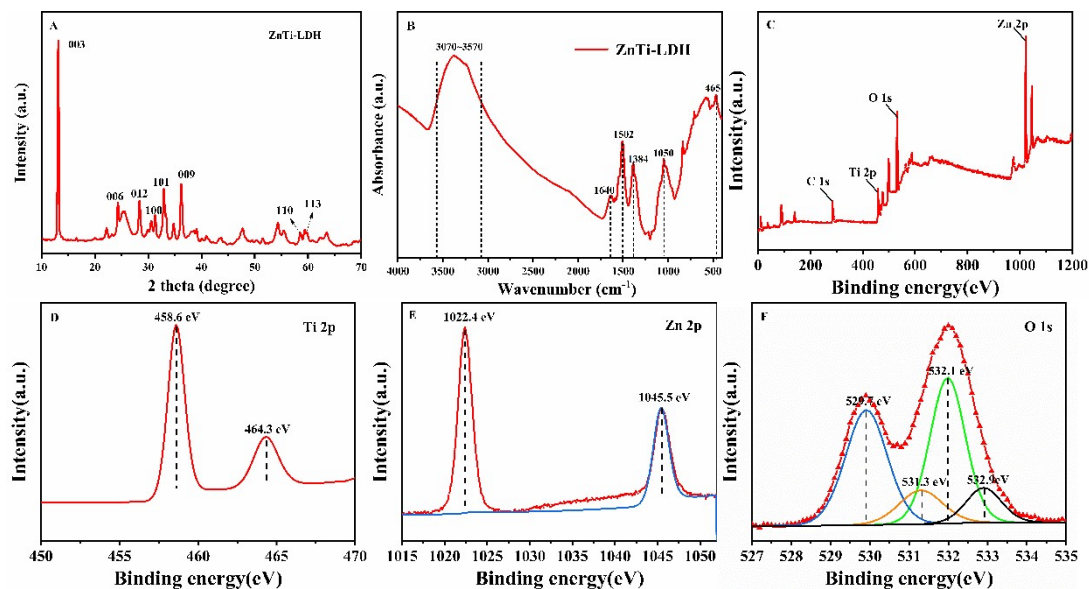 A
ZnTi-LDH
003
006
012
100
101
009
110
113
Intensity (a.u.)
10 20 30 40 50 60 70
2 theta (degree)
B
3070~3570
ZnTi-LDH
465
1502
1384
1050
1640
Absorbance (a.u.)
4000 3500 3000 2500 2000 1500 1000 500
Wavenumber (cm⁻¹)
C
Zn 2p
O 1s
Ti 2p
C 1s
Intensity(a.u.)
0 200 400 600 800 1000 1200
Binding energy(eV)
D
458.6 eV
Ti 2p
464.3 eV
Intensity(a.u.)
450 455 460 465 470
Binding energy(eV)
1022.4 eV
E
Zn 2p
1045.5 eV
Intensity(a.u.)
1015 1020 1025 1030 1035 1040 1045 1050
Binding energy(eV)
F
O 1s
532.1 eV
529.7 eV
531.3 eV
532.9eV
Intensity(a.u.)
527 528 529 530 531 532 533 534 535
Binding energy(eV)